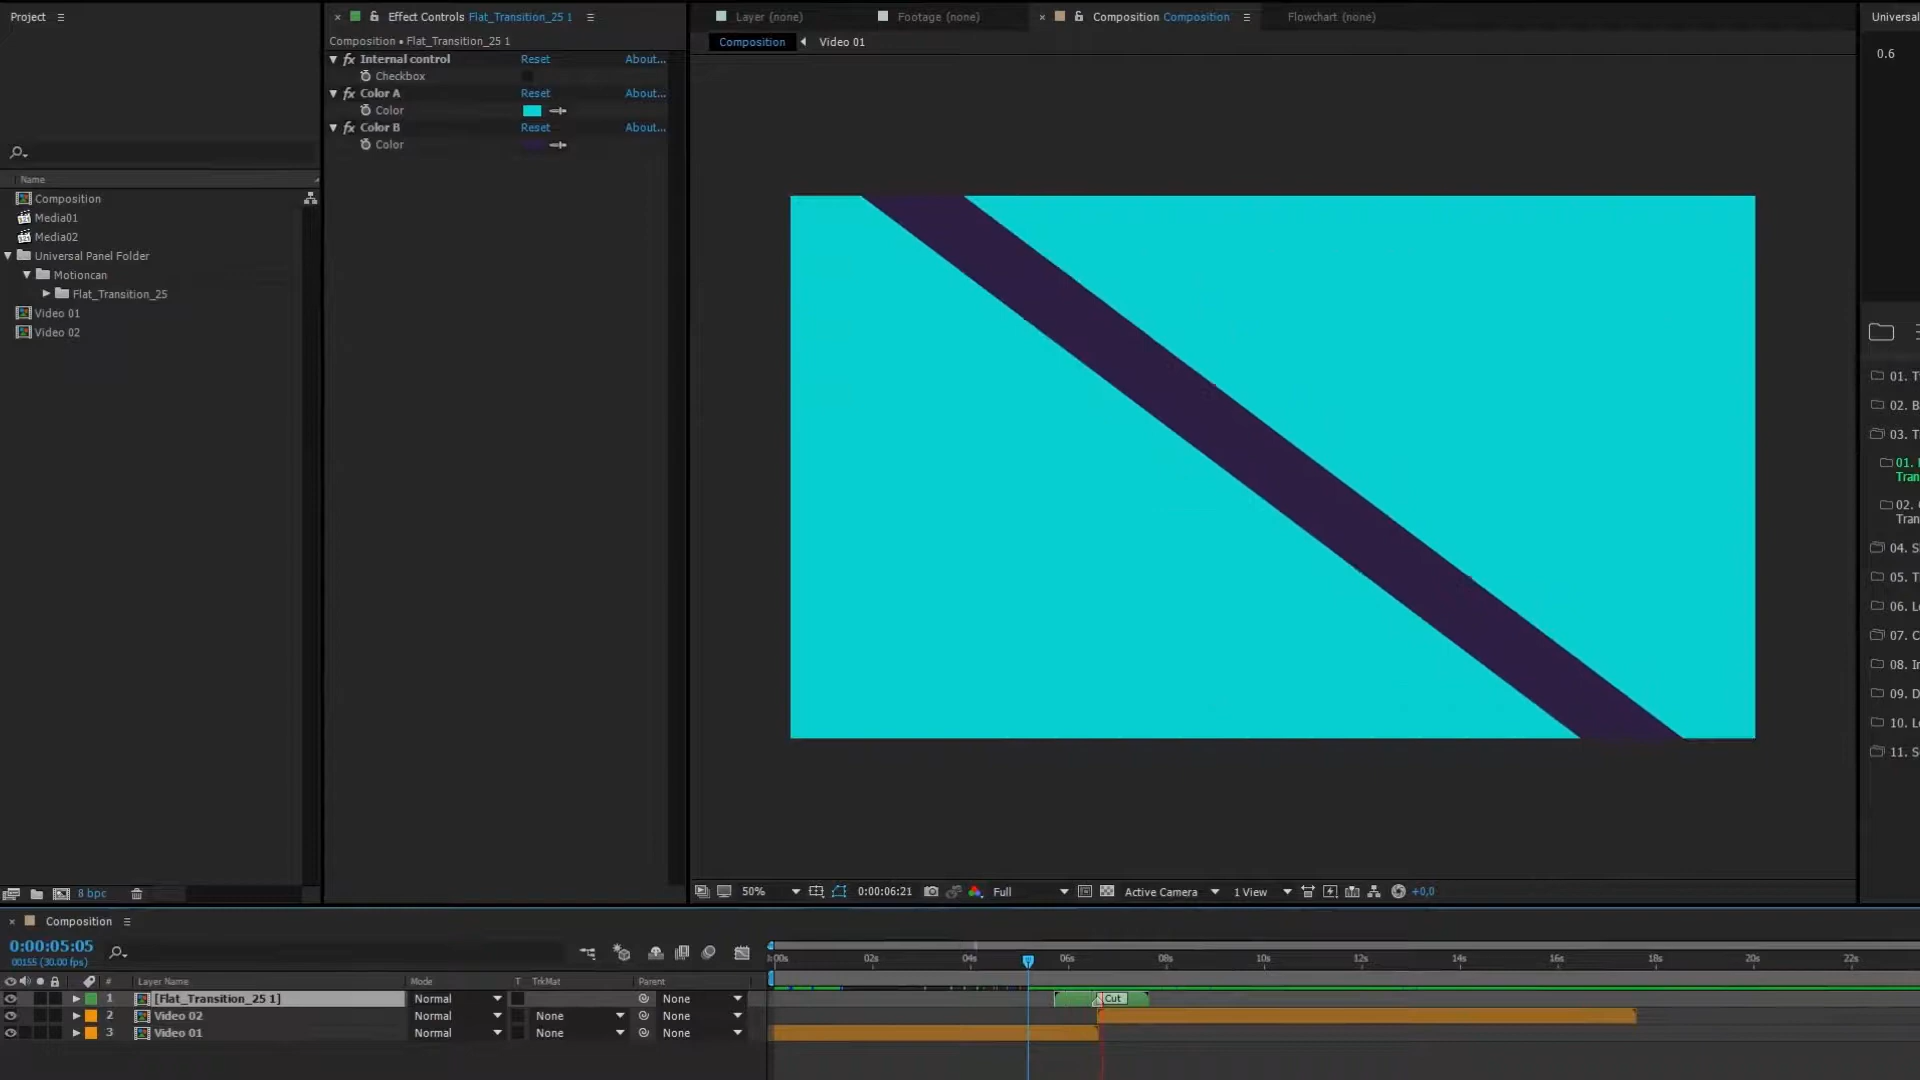 Project
Effect Controls Flat_Transition_25 1
Layer (none)
Footage (none)
Composition Composition
Flowchart (none)
Universal
Composition • Flat_Transition_25 1
Composition
Video 01
0.6
Internal control
Reset
About...
Checkbox
Color A
Reset
About...
Color
Color B
Reset
About...
Color
Name
Composition
Media01
Media02
Universal Panel Folder
Motioncan
Flat_Transition_25
Video 01
Video 02
01. T
02. B
03. T
01.
Tran
02.
Tran
04. S
05. T
06. L
07. C
08. I
09. D
10. L
11. S
8 bpc
50%
0:00:06:21
Full
Active Camera
1 View
+0,0
Composition
0:00:05:05
00155 (30.00 fps)
:00s
02s
04s
06s
08s
10s
12s
14s
16s
18s
20s
22s
#
Layer Name
Mode
T
TrkMat
Parent
1
[Flat_Transition_25 1]
Normal
None
Cut
2
Video 02
Normal
None
None
3
Video 01
Normal
None
None